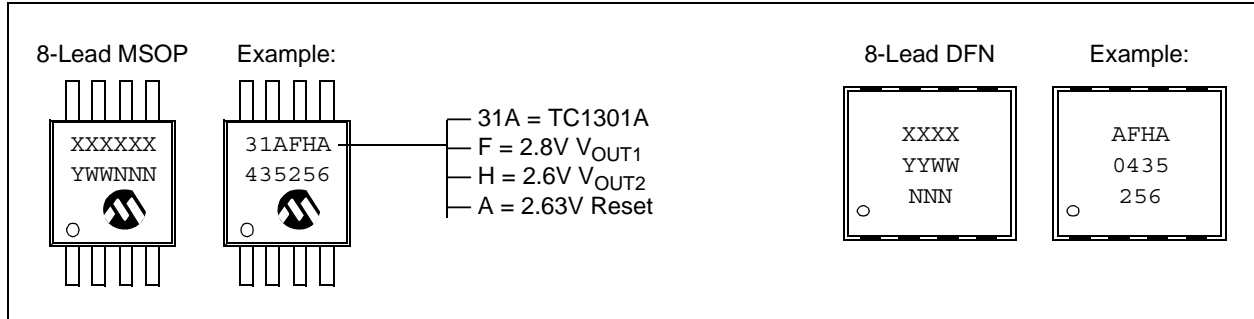 8-Lead MSOP
Example:
XXXXXX
YWWNNN
31AFHA
435256
31A = TC1301A
F = 2.8V VOUT1
H = 2.6V VOUT2
A = 2.63V Reset
8-Lead DFN
Example:
XXXX
YYWW
NNN
AFHA
0435
256